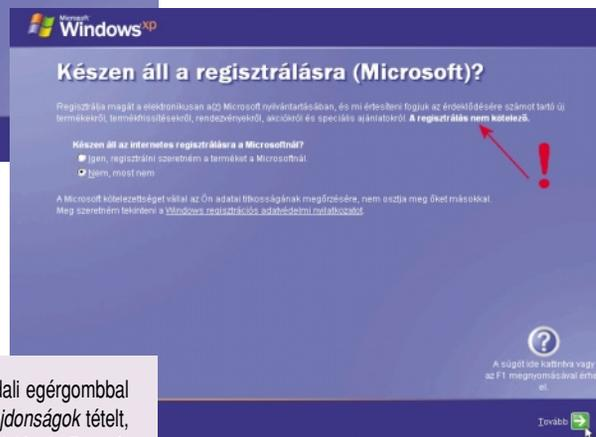 Microsoft
Windows xp
Készen áll a regisztrálásra (Microsoft)?
Regisztrálja magát a elektronikusan a(z) Microsoft nyilvántartásában, és mi értesíteni fogjuk az érdeklődésére számot tartó új
termékekről, termékfrissítésekről, rendezvényekről, akciókról és speciális ajánlatokról. A regisztrálás nem kötelező.
Készen áll az internetes regisztrálásra a Microsoftnál?
Igen, regisztrálni szeretném a terméket a Microsoftnál.
Nem, most nem
!
A Microsoft kötelezettséget vállal az Ön adatai titkosságának megőrzésére, nem osztja meg őket másokkal.
Meg szeretném tekinteni a Windows regisztrációs adatvédelmi nyilatkozatot.
?
A súgót ide kattintva vagy
az F1 megnyomásával érhe
el.
dali egérgombbal
jdonságok tételt,
Tovább